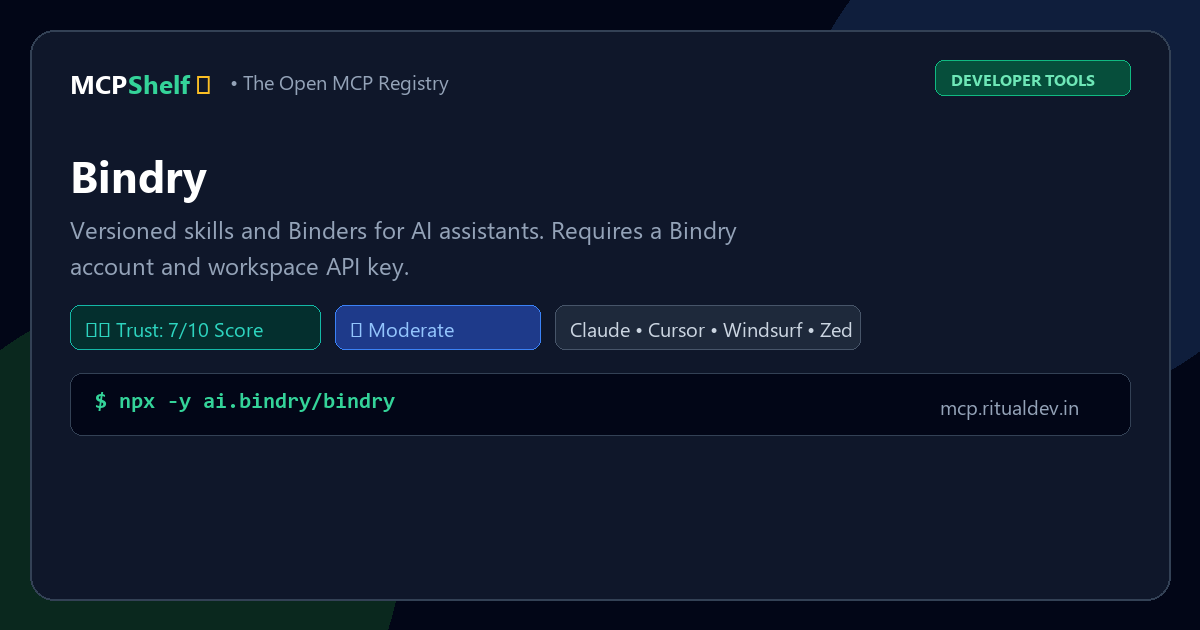 MCPShelf • The Open MCP Registry
DEVELOPER TOOLS
Bindry
Versioned skills and Binders for AI assistants. Requires a Bindry
account and workspace API key.
Trust: 7/10 Score
Moderate
Claude • Cursor • Windsurf • Zed
$ npx -y ai.bindry/bindry
mcp.ritualdev.in